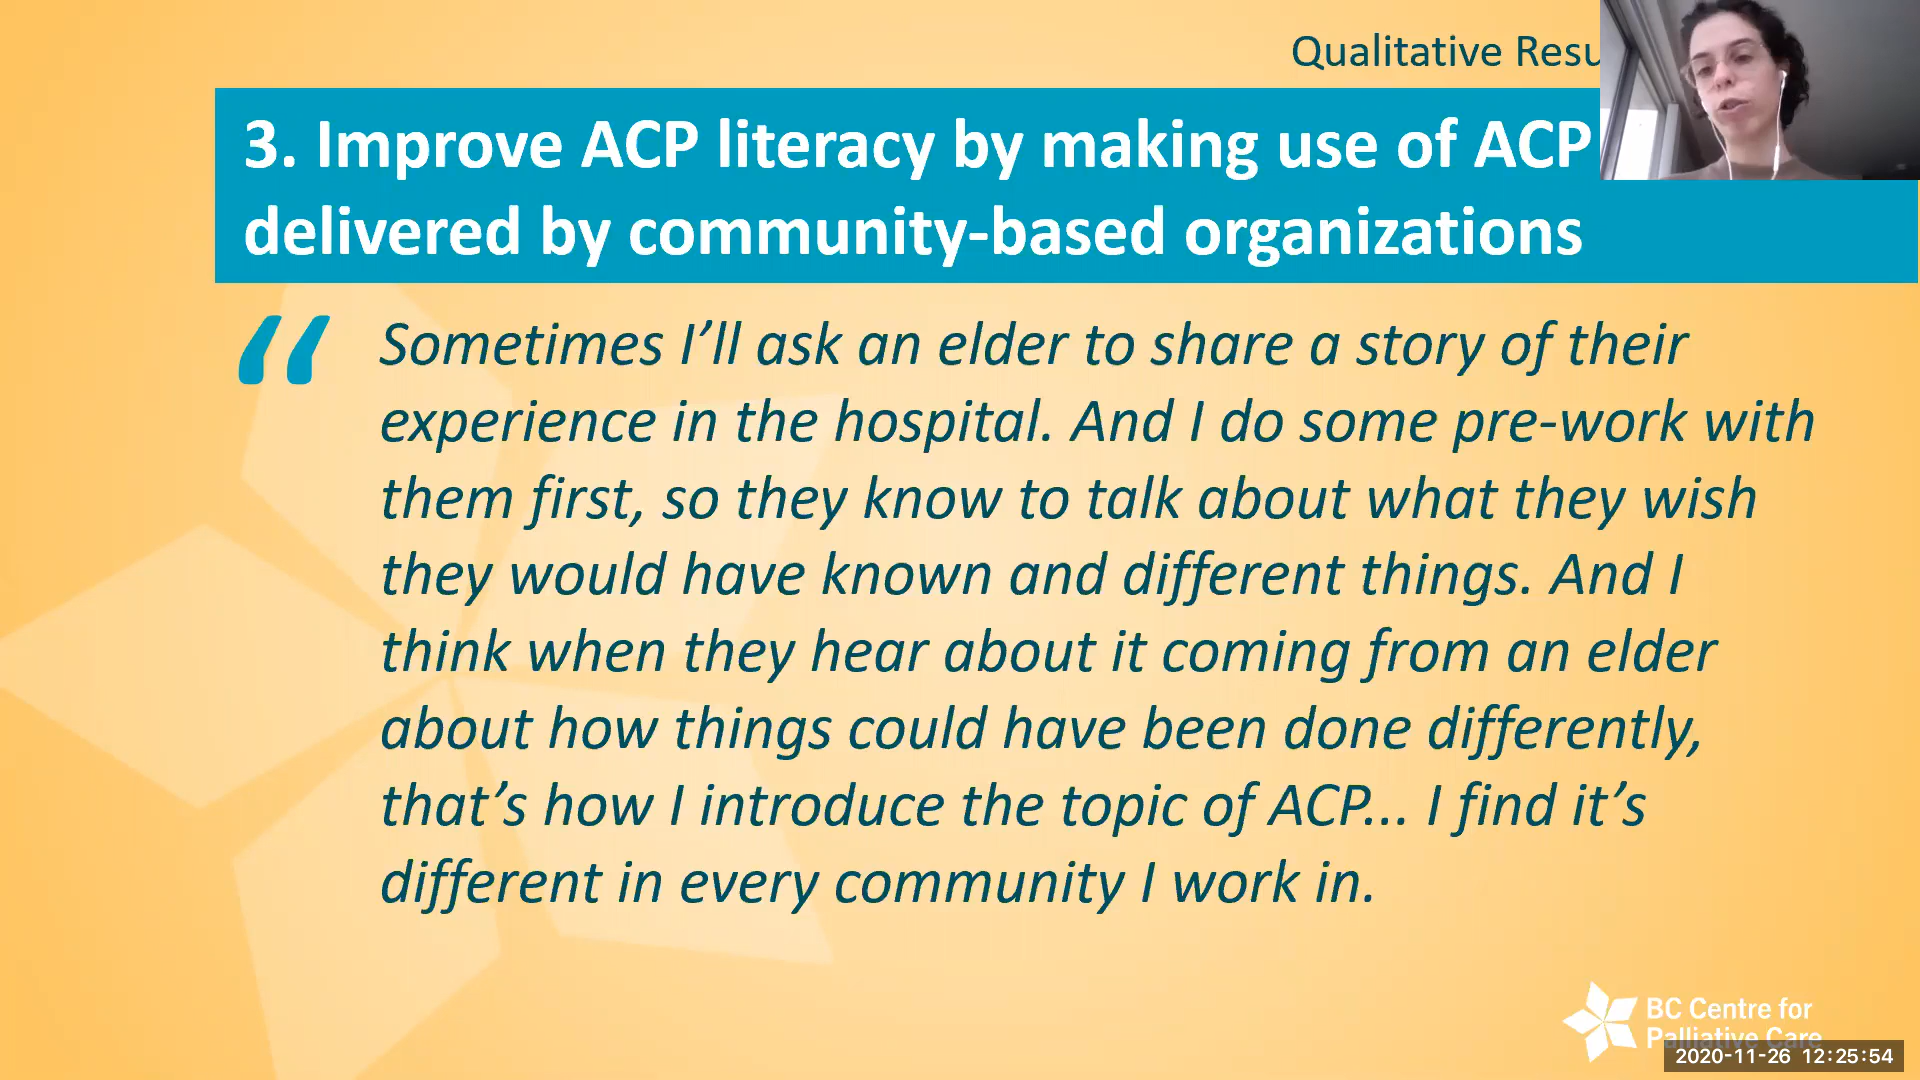 Qualitative Resu
3. Improve ACP literacy by making use of ACP
delivered by community-based organizations
“
Sometimes I’ll ask an elder to share a story of their
experience in the hospital. And I do some pre-work with
them first, so they know to talk about what they wish
they would have known and different things. And I
think when they hear about it coming from an elder
about how things could have been done differently,
that’s how I introduce the topic of ACP... I find it’s
different in every community I work in.
BC Centre for
Palliative Care
2020-11-26 12:25:54